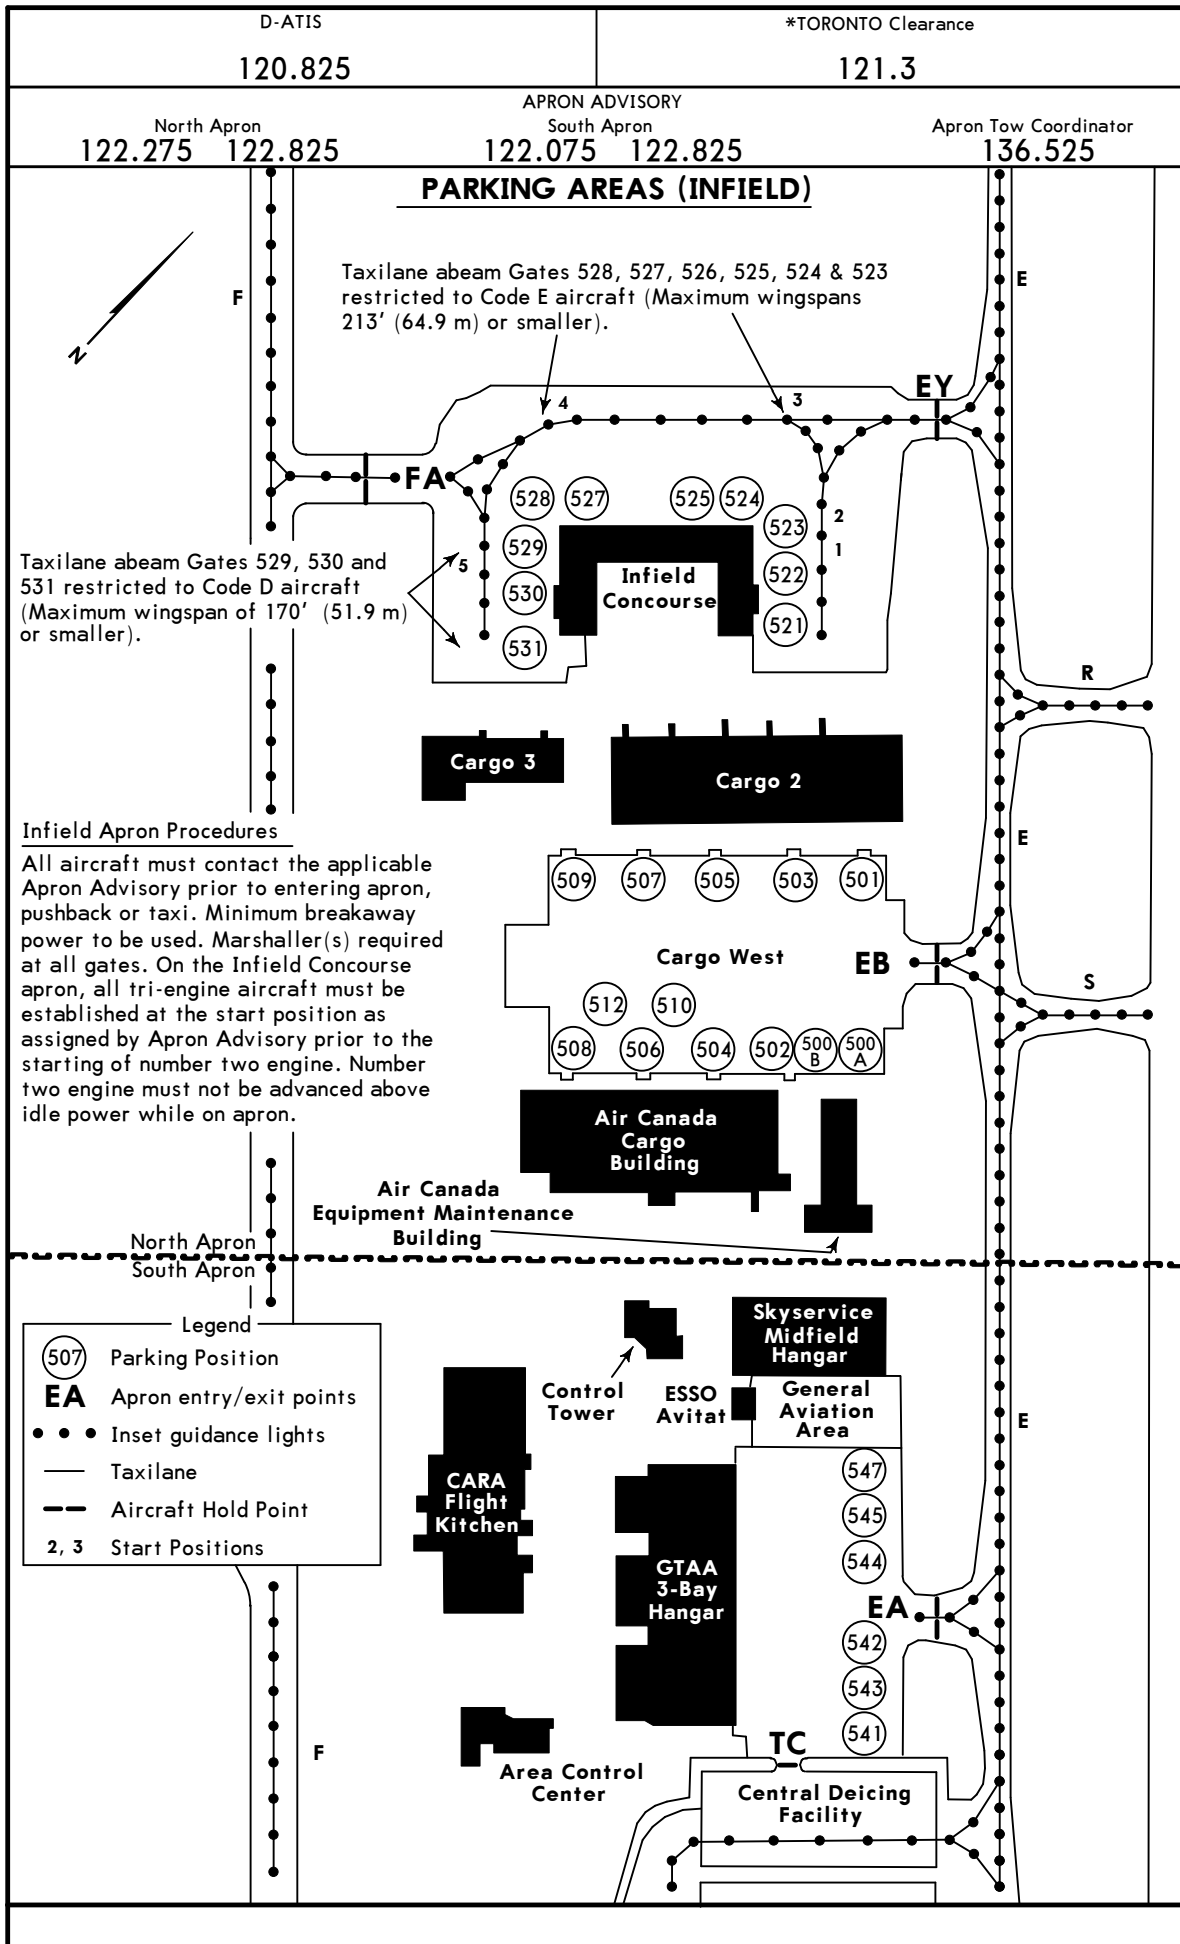 D-ATIS
120.825
*TORONTO Clearance
121.3
APRON ADVISORY
North Apron
122.275 122.825
South Apron
122.075 122.825
Apron Tow Coordinator
136.525
PARKING AREAS (INFIELD)
N
F
E
Taxilane abeam Gates 528, 527, 526, 525, 524 & 523
restricted to Code E aircraft (Maximum wingspans
213' (64.9 m) or smaller).
EY
4
3
FA
528
527
525
524
523
2
1
529
522
530
521
531
5
Infield
Concourse
Taxilane abeam Gates 529, 530 and
531 restricted to Code D aircraft
(Maximum wingspan of 170' (51.9 m)
or smaller).
R
Cargo 3
Cargo 2
Infield Apron Procedures
All aircraft must contact the applicable
Apron Advisory prior to entering apron,
pushback or taxi. Minimum breakaway
power to be used. Marshaller(s) required
at all gates. On the Infield Concourse
apron, all tri-engine aircraft must be
established at the start position as
assigned by Apron Advisory prior to the
starting of number two engine. Number
two engine must not be advanced above
idle power while on apron.
E
509
507
505
503
501
Cargo West
EB
S
512
510
508
506
504
502
500
B
500
A
Air Canada
Cargo
Building
Air Canada
Equipment Maintenance
Building
North Apron
South Apron
Legend
507 Parking Position
EA Apron entry/exit points
Inset guidance lights
Taxilane
Aircraft Hold Point
2, 3 Start Positions
Skyservice
Midfield
Hangar
Control
Tower
ESSO
Avitat
General
Aviation
Area
E
CARA
Flight
Kitchen
547
545
544
GTAA
3-Bay
Hangar
EA
542
543
541
F
TC
Area Control
Center
Central Deicing
Facility